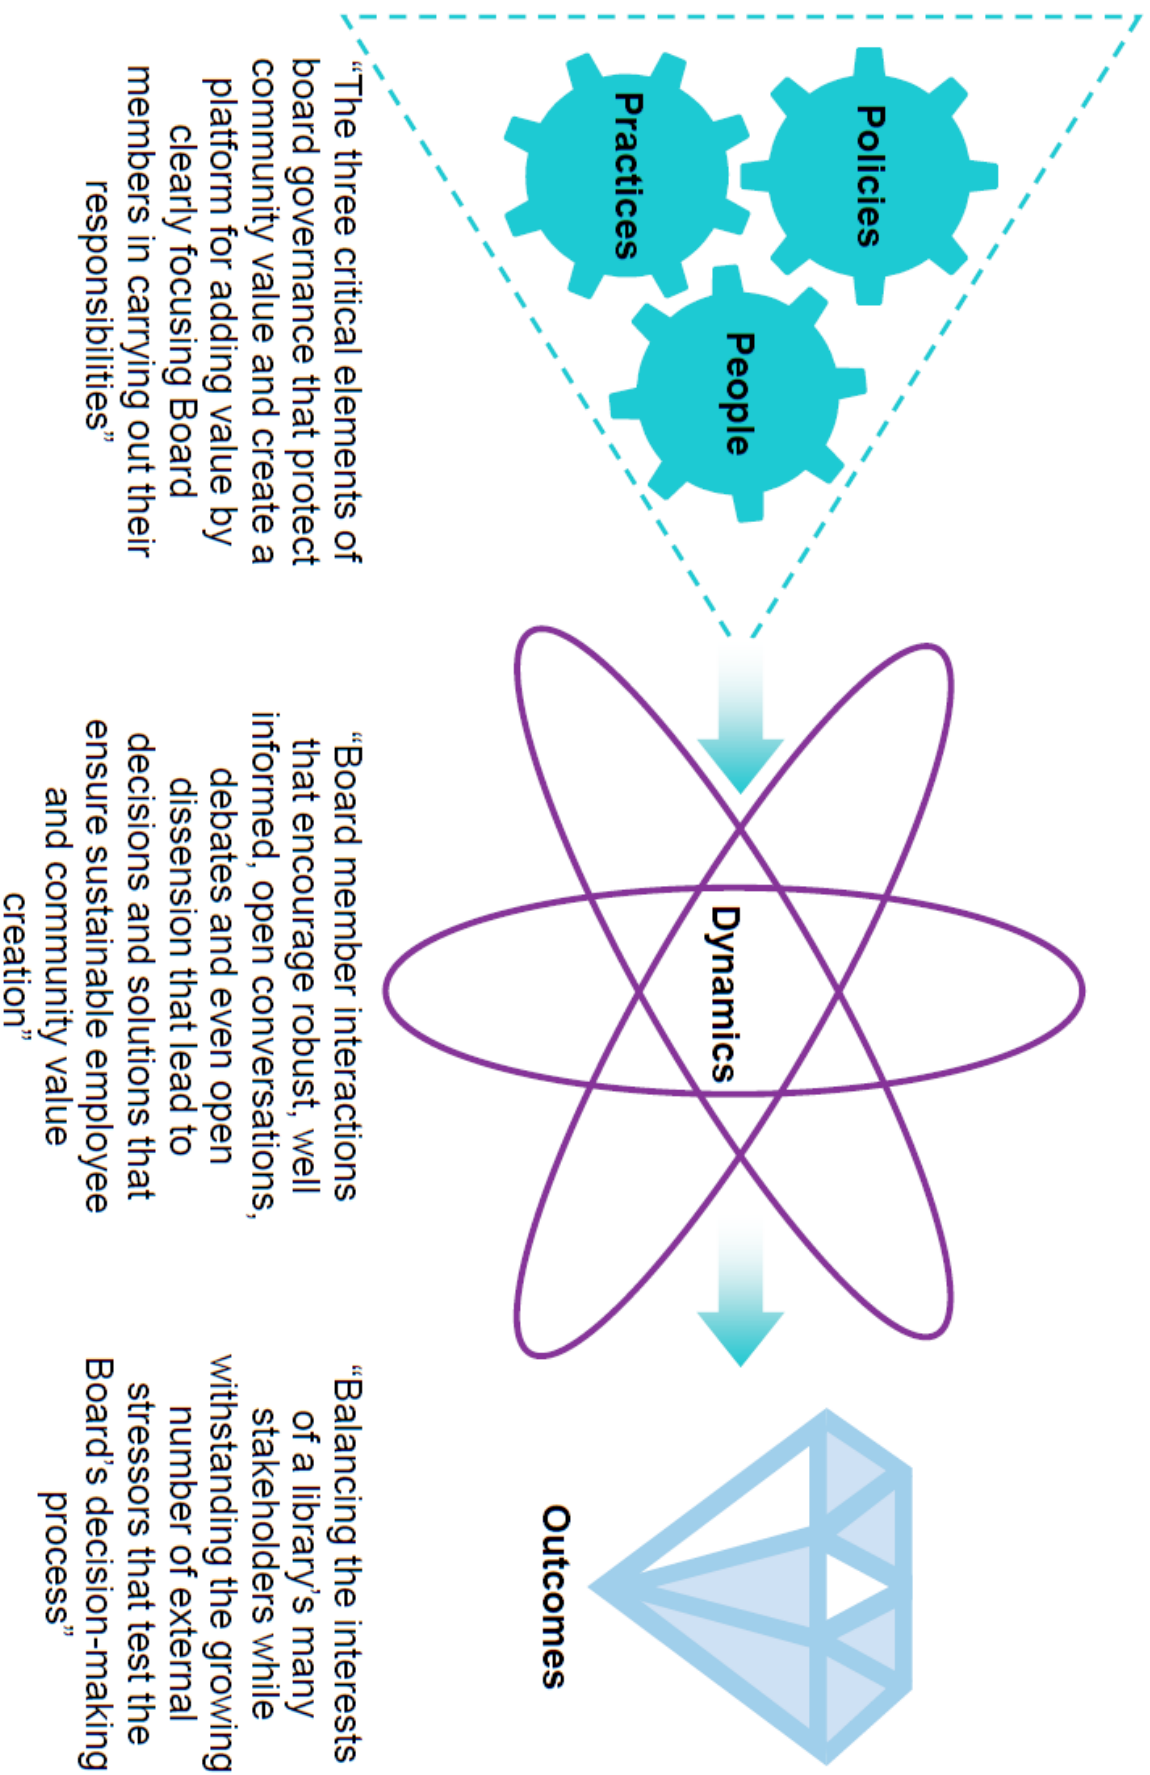 Policies
Practices
People
“The three critical elements of
board governance that protect
community value and create a
platform for adding value by
clearly focusing Board
members in carrying out their
responsibilities”
Dynamics
“Board member interactions
that encourage robust, well
informed, open conversations,
debates and even open
dissension that lead to
decisions and solutions that
ensure sustainable employee
and community value
creation”
Outcomes
“Balancing the interests
of a library’s many
stakeholders while
withstanding the growing
number of external
stressors that test the
Board’s decision-making
process”